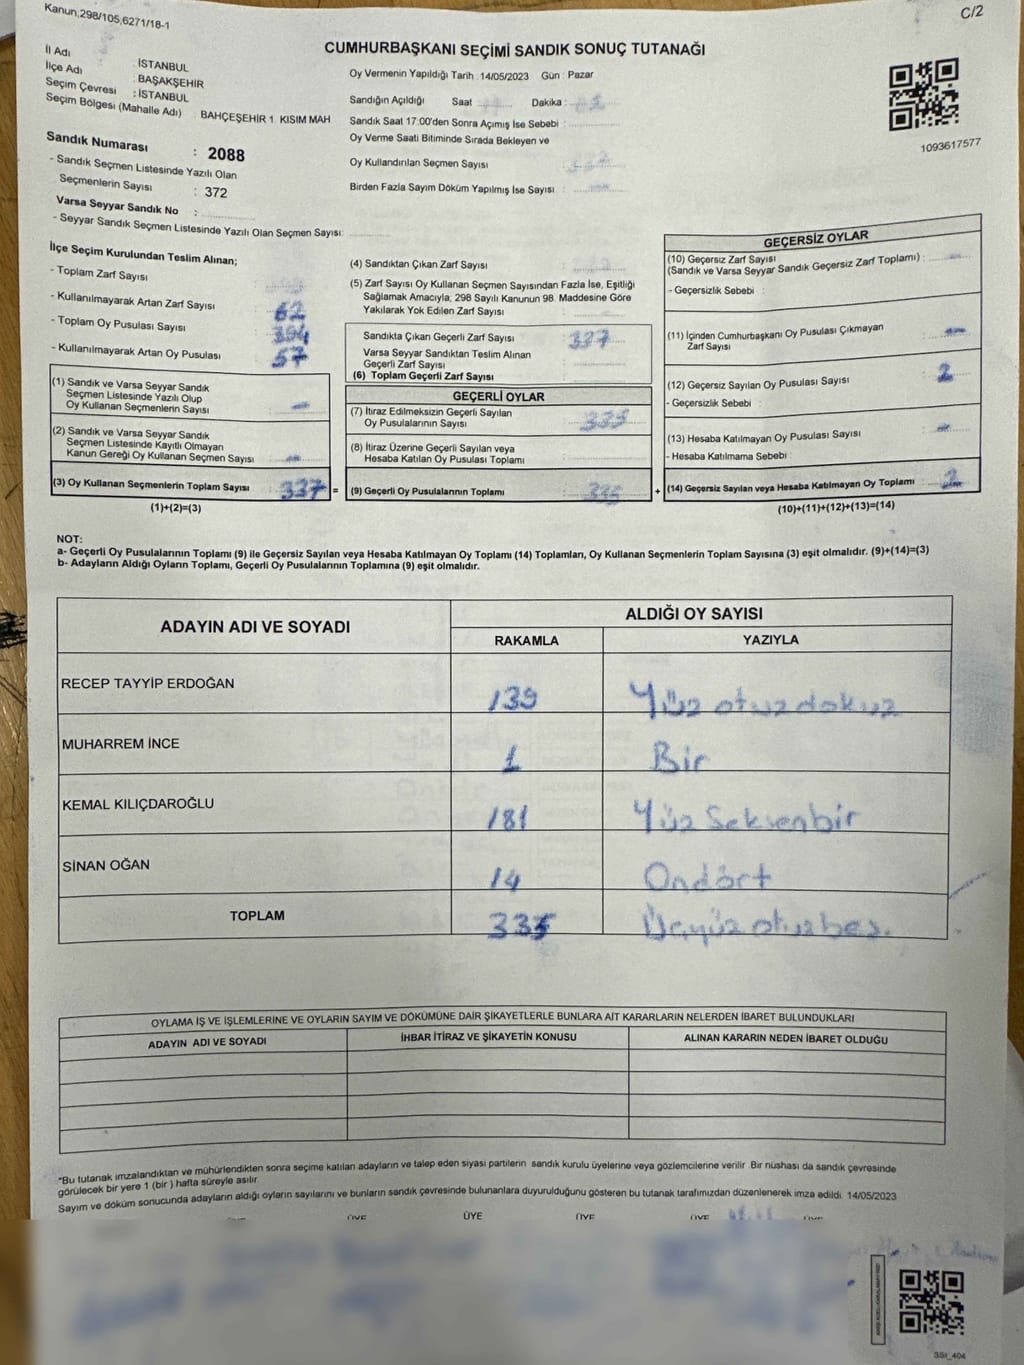 Kanun,298/105,6271/18-1
C/2
CUMHURBAŞKANI SEÇİMİ SANDIK SONUÇ TUTANAĞI
İl Adı : İSTANBUL
İlçe Adı : BAŞAKŞEHİR
Seçim Çevresi : İSTANBUL
Seçim Bölgesi (Mahalle Adı) BAHÇEŞEHİR 1. KISIM MAH
Sandık Numarası : 2088
- Sandık Seçmen Listesinde Yazılı Olan
Seçmenlerin Sayısı : 372
Varsa Seyyar Sandık No :
- Seyyar Sandık Seçmen Listesinde Yazılı Olan Seçmen Sayısı:
Oy Vermenin Yapıldığı Tarih : 14/05/2023 Gün : Pazar
Sandığın Açıldığı Saat Dakika :
Sandık Saat 17:00'den Sonra Açımış İse Sebebi :
Oy Verme Saati Bitiminde Sırada Bekleyen ve
Oy Kullandırılan Seçmen Sayısı
Birden Fazla Sayım Döküm Yapılmış İse Sayısı
1093617577
İlçe Seçim Kurulundan Teslim Alınan;
- Toplam Zarf Sayısı
- Kullanılmayarak Artan Zarf Sayısı 62
- Toplam Oy Pusulası Sayısı 394
- Kullanılmayarak Artan Oy Pusulası 57
(1) Sandık ve Varsa Seyyar Sandık
Seçmen Listesinde Yazılı Olup
Oy Kullanan Seçmenlerin Sayısı
(2) Sandık ve Varsa Seyyar Sandık
Seçmen Listesinde Kayıtlı Olmayan
Kanun Gereği Oy Kullanan Seçmen Sayısı
(3) Oy Kullanan Seçmenlerin Toplam Sayısı 337 =
(1)+(2)=(3)
(4) Sandıktan Çıkan Zarf Sayısı
(5) Zarf Sayısı Oy Kullanan Seçmen Sayısından Fazla İse, Eşitliği
Sağlamak Amacıyla, 298 Sayılı Kanunun 98. Maddesine Göre
Yakılarak Yok Edilen Zarf Sayısı
Sandıkta Çıkan Geçerli Zarf Sayısı 337
Varsa Seyyar Sandıktan Teslim Alınan
Geçerli Zarf Sayısı
(6) Toplam Geçerli Zarf Sayısı
GEÇERLİ OYLAR
(7) İtiraz Edilmeksizin Geçerli Sayılan
Oy Pusulalarının Sayısı 335
(8) İtiraz Üzerine Geçerli Sayılan veya
Hesaba Katılan Oy Pusulası Toplamı
(9) Geçerli Oy Pusulalarının Toplamı 335 +
GEÇERSİZ OYLAR
(10) Geçersiz Zarf Sayısı
(Sandık ve Varsa Seyyar Sandık Geçersiz Zarf Toplamı) :
- Geçersizlik Sebebi :
(11) İçinden Cumhurbaşkanı Oy Pusulası Çıkmayan
Zarf Sayısı
(12) Geçersiz Sayılan Oy Pusulası Sayısı 2
- Geçersizlik Sebebi :
(13) Hesaba Katılmayan Oy Pusulası Sayısı
- Hesaba Katılmama Sebebi :
(14) Geçersiz Sayılan veya Hesaba Katılmayan Oy Toplamı 2
(10)+(11)+(12)+(13)=(14)
NOT:
a- Geçerli Oy Pusulalarının Toplamı (9) ile Geçersiz Sayılan veya Hesaba Katılmayan Oy Toplamı (14) Toplamları, Oy Kullanan Seçmenlerin Toplam Sayısına (3) eşit olmalıdır. (9)+(14)=(3)
b- Adayların Aldığı Oyların Toplamı, Geçerli Oy Pusulalarının Toplamına (9) eşit olmalıdır.
ADAYIN ADI VE SOYADI ALDIĞI OY SAYISI
RAKAMLA YAZIYLA
RECEP TAYYİP ERDOĞAN 139 Yüz otuz dokuz
MUHARREM İNCE 1 Bir
KEMAL KILIÇDAROĞLU 181 Yüz Seksenbir
SİNAN OĞAN 14 Ondört
TOPLAM 335 Üçyüz otuzbeş.
OYLAMA İŞ VE İŞLEMLERİNE VE OYLARIN SAYIM VE DÖKÜMÜNE DAİR ŞİKAYETLERLE BUNLARA AİT KARARLARIN NELERDEN İBARET BULUNDUKLARI
ADAYIN ADI VE SOYADI İHBAR İTİRAZ VE ŞİKAYETİN KONUSU ALINAN KARARIN NEDEN İBARET OLDUĞU
"Bu tutanak imzalandıktan ve mühürlendikten sonra seçime katılan adayların ve talep eden siyasi partilerin sandık kurulu üyelerine veya gözlemcilerine verilir. Bir nüshası da sandık çevresinde
görülecek bir yere 1 (bir ) hafta süreyle asılır.
Sayım ve döküm sonucunda adayların aldığı oyların sayılarını ve bunların sandık çevresinde bulunanlara duyurulduğunu gösteren bu tutanak tarafımızdan düzenlenerek imza edildi. 14/05/2023
ÜYE ÜYE ÜYE ÜYE
SSI_404